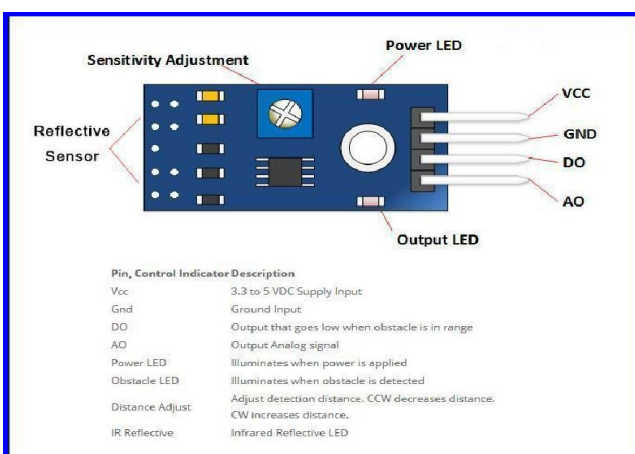 Power LED
Sensitivity Adjustment
VCC
Reflective
Sensor
GND
DO
AO
Output LED
Pin, Control Indicator Description
Vcc 3.3 to 5 VDC Supply Input
Gnd Ground Input
DO Output that goes low when obstacle is in range
AO Output Analog signal
Power LED Illuminates when power is applied
Obstacle LED Illuminates when obstacle is detected
Distance Adjust Adjust detection distance. CCW decreases distance.
CW increases distance.
IR Reflective Infrared Reflective LED